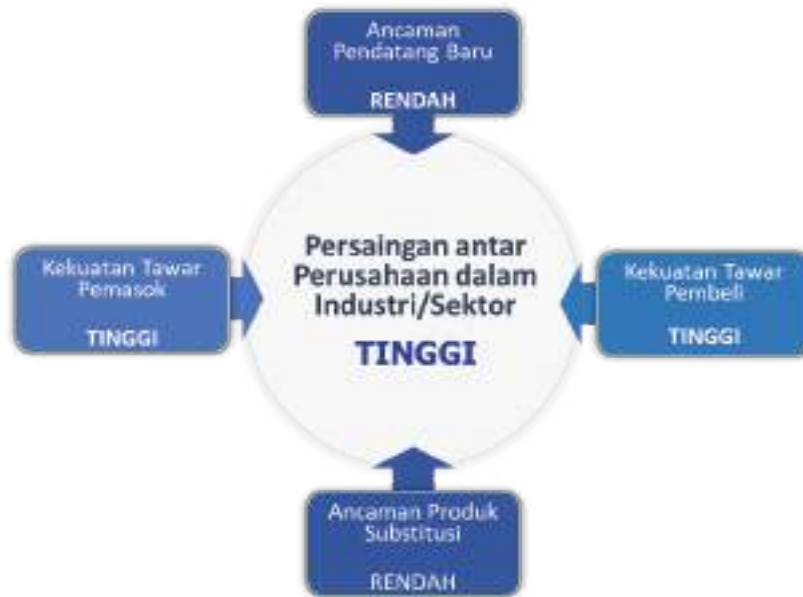 Ancaman
Pendatang Baru
RENDAH
Kekuatan Tawar
Pemasok
TINGGI
Persaingan antar
Perusahaan dalam
Industri/Sektor
TINGGI
Kekuatan Tawar
Pembeli
TINGGI
Ancaman Produk
Substitusi
RENDAH